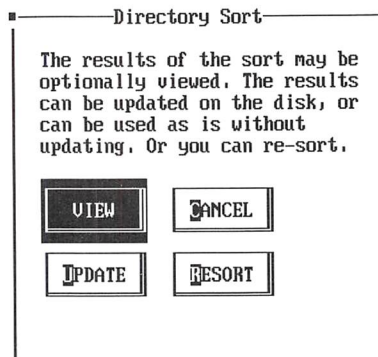 Directory Sort
The results of the sort may be
optionally viewed. The results
can be updated on the disk, or
can be used as is without
updating. Or you can re-sort.
VIEW CANCEL
UPDATE RESORT